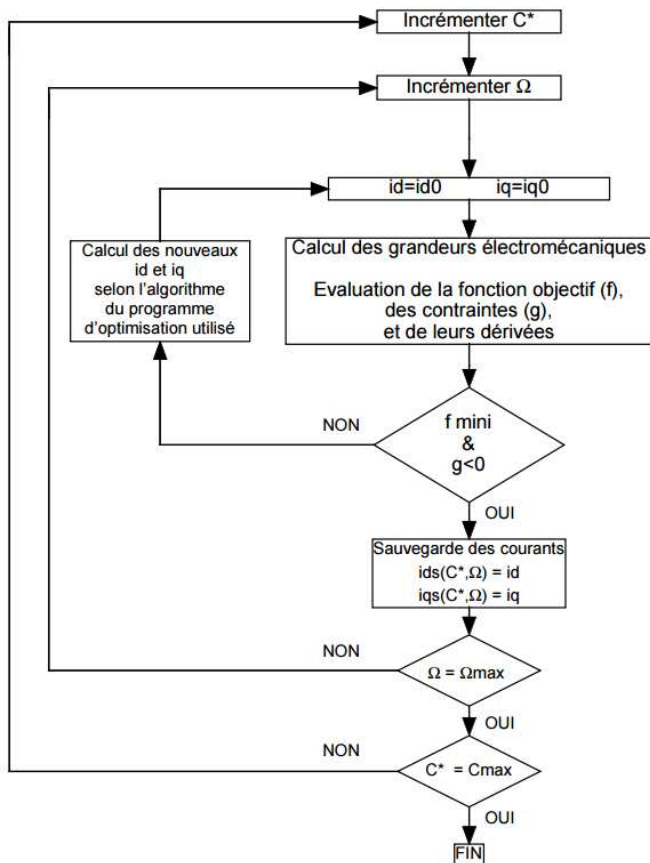 Incrémenter C*
Incrémenter Ω
id=id0 iq=iq0
Calcul des nouveaux
id et iq
selon l'algorithme
du programme
d'optimisation utilisé
Calcul des grandeurs électromécaniques
Evaluation de la fonction objectif (f),
des contraintes (g),
et de leurs dérivées
NON
f mini
&
g<0
OUI
Sauvegarde des courants
ids(C*,Ω) = id
iqs(C*,Ω) = iq
NON
Ω = Ωmax
OUI
NON
C* = Cmax
OUI
FIN